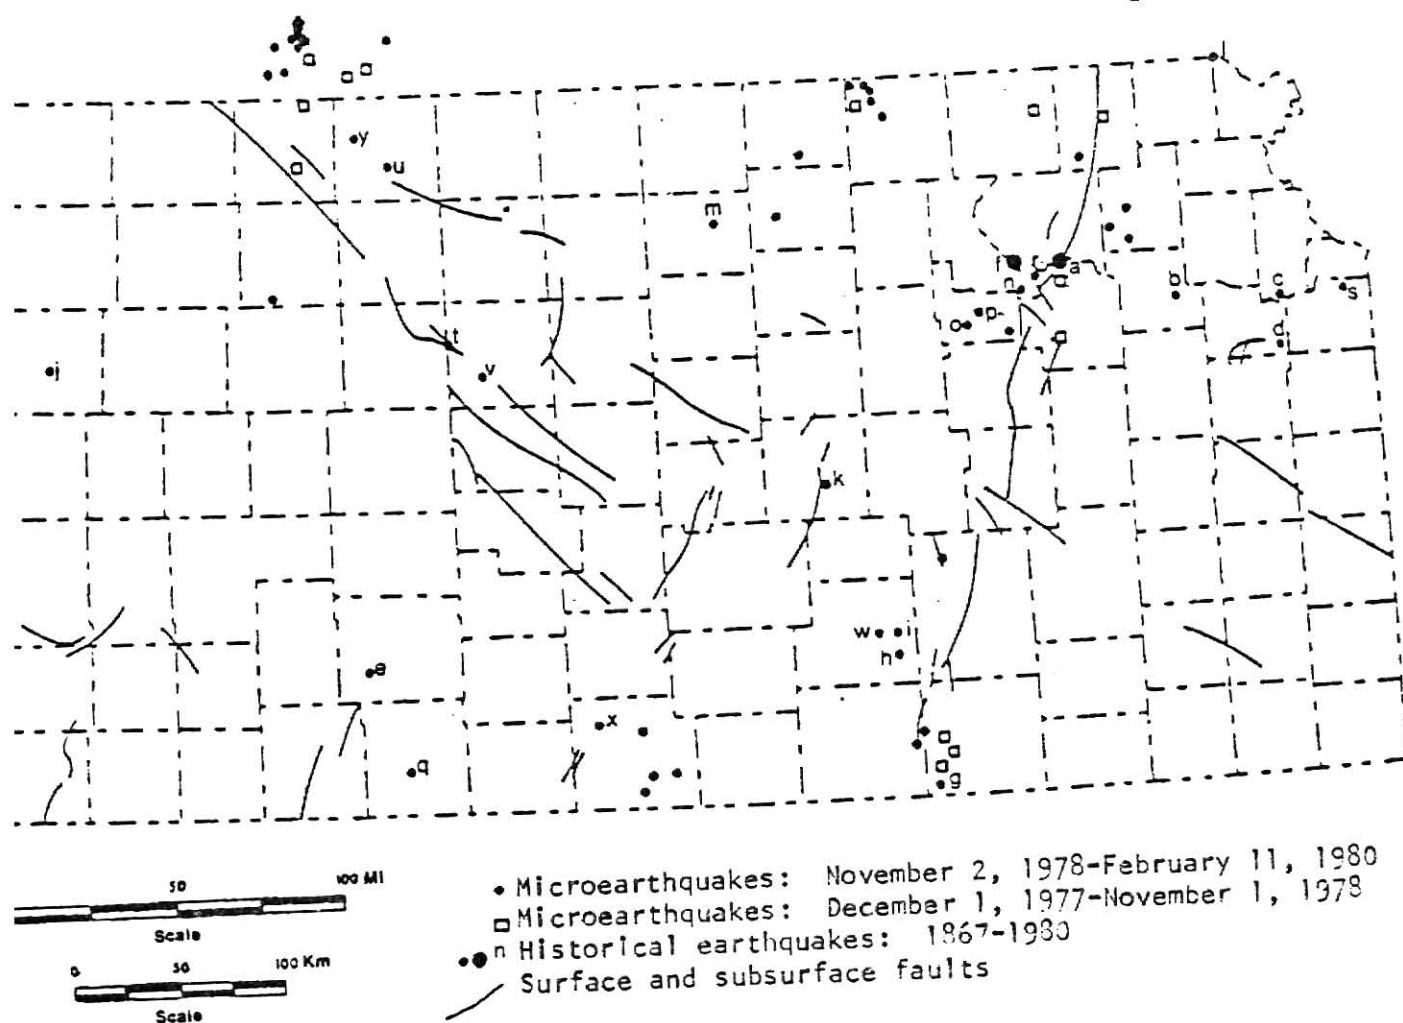 y
u
m
f
a
n
b
c
s
o
p
d
t
j
v
k
w
i
h
e
x
q
g
50
100 MI
Scale
0
50
100 Km
Scale
Microearthquakes: November 2, 1978-February 11, 1980
Microearthquakes: December 1, 1977-November 1, 1978
n Historical earthquakes: 1867-1980
Surface and subsurface faults